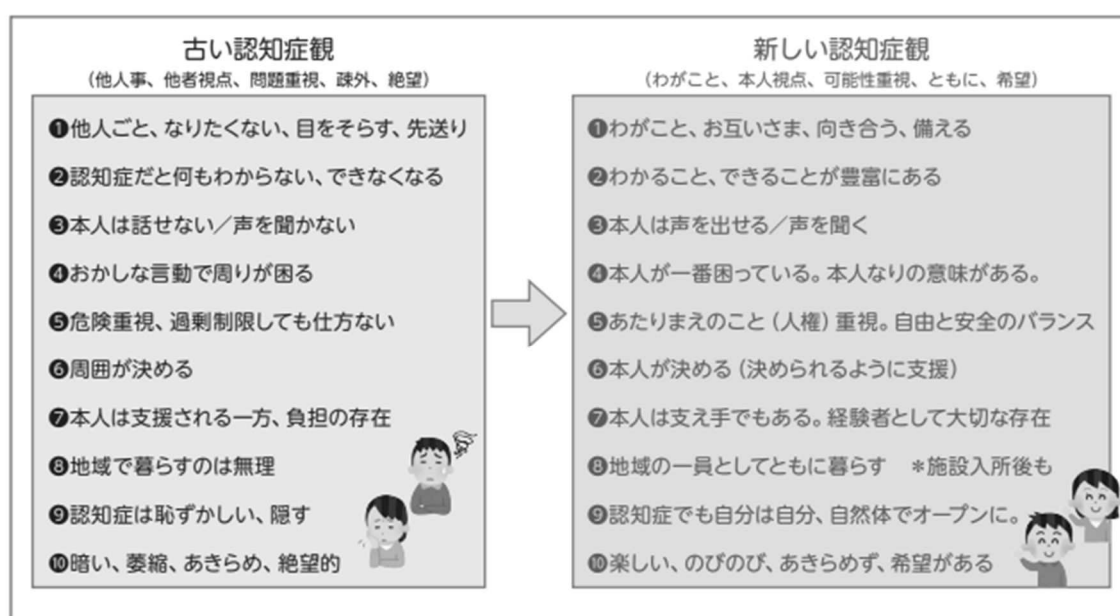 古い認知症観
（他人事、他者視点、問題重視、疎外、絶望）
❶他人ごと、なりたくない、目をそらす、先送り
❷認知症だと何もわからない、できなくなる
❸本人は話せない／声を聞かない
❹おかしな言動で周りが困る
❺危険重視、過剰制限しても仕方ない
❻周囲が決める
❼本人は支援される一方、負担の存在
❽地域で暮らすのは無理
❾認知症は恥ずかしい、隠す
❿暗い、萎縮、あきらめ、絶望的
新しい認知症観
（わがこと、本人視点、可能性重視、ともに、希望）
❶わがこと、お互いさま、向き合う、備える
❷わかること、できることが豊富にある
❸本人は声を出せる／声を聞く
❹本人が一番困っている。本人なりの意味がある。
❺あたりまえのこと（人権）重視。自由と安全のバランス
❻本人が決める（決められるように支援）
❼本人は支え手でもある。経験者として大切な存在
❽地域の一員としてともに暮らす　＊施設入所後も
❾認知症でも自分は自分、自然体でオープンに。
❿楽しい、のびのび、あきらめず、希望がある